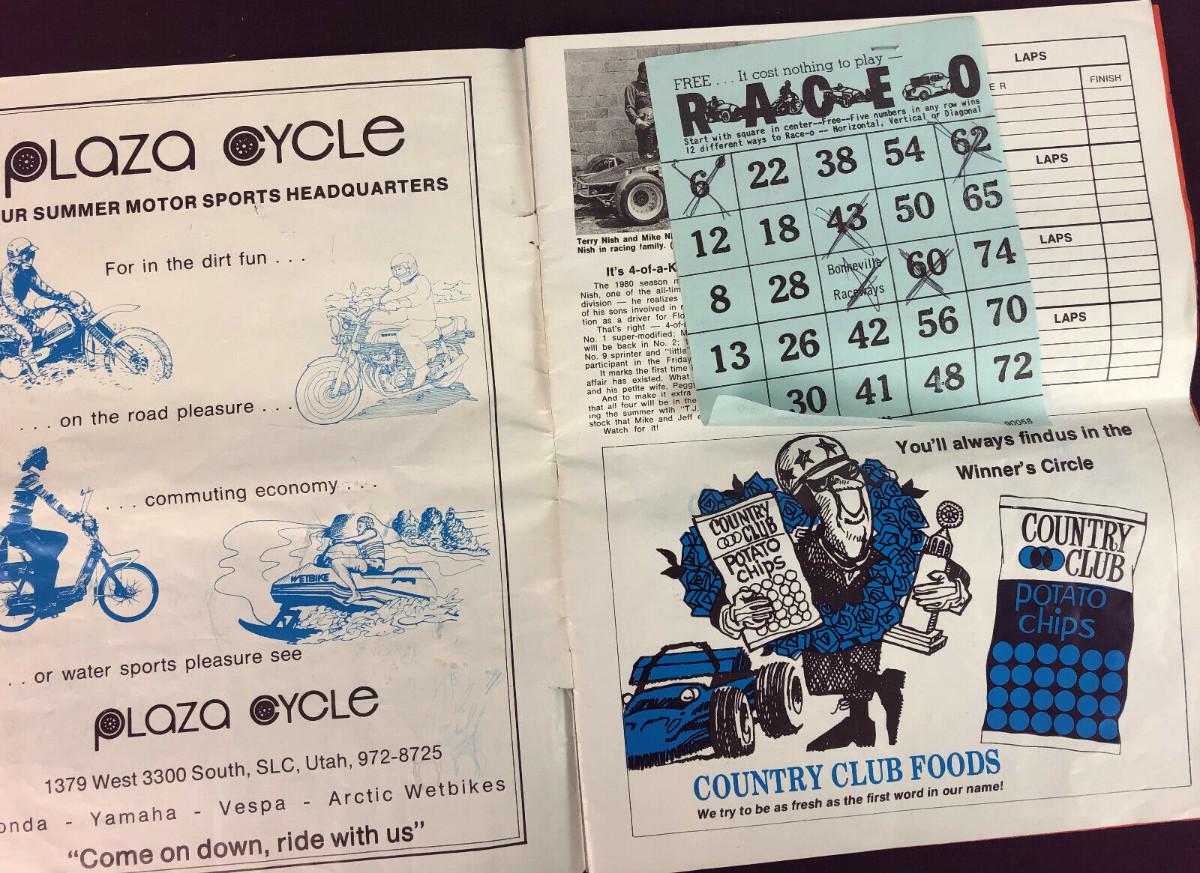 PLAZA CYCLE
UR SUMMER MOTOR SPORTS HEADQUARTERS
For in the dirt fun . . .
. . . on the road pleasure . . .
. . . commuting economy . . .
WETBIKE
. . or water sports pleasure see
PLAZA CYCLE
1379 West 3300 South, SLC, Utah, 972-8725
onda - Yamaha - Vespa - Arctic Wetbikes
"Come on down, ride with us"
Terry Nish and Mike Ni
Nish in racing family. (
It's 4-of-a-K
The 1980 season m
Nish, one of the all-tim
division — he realizes
of his sons involved in r
tion as a driver for Flo
That's right — 4-of-
No. 1 super-modified; M
will be back in No. 2;
No. 9 sprinter and "little
participant in the Friday
It marks the first time
affair has existed. What
and his petite wife, Peggy
And to make it extra
that all four will be in the
ing the summer wtih "T.J.
stock that Mike and Jeff
Watch for it!
FREE . . . It cost nothing to play —
RACE-O
Start with square in center--Free--Five numbers in any row wins
12 different ways to Race-o -- Horizontal, Vertical or Diagonal
6 22 38 54 62
12 18 43 50 65
8 28 Bonneville Raceways 60 74
13 26 42 56 70
30 41 48 72
90058
LAPS
E R FINISH
LAPS
LAPS
LAPS
You'll always findus in the
Winner's Circle
COUNTRY
CLUB
POTATO
chips
COUNTRY
CLUB
POTATO
chips
COUNTRY CLUB FOODS
We try to be as fresh as the first word in our name!